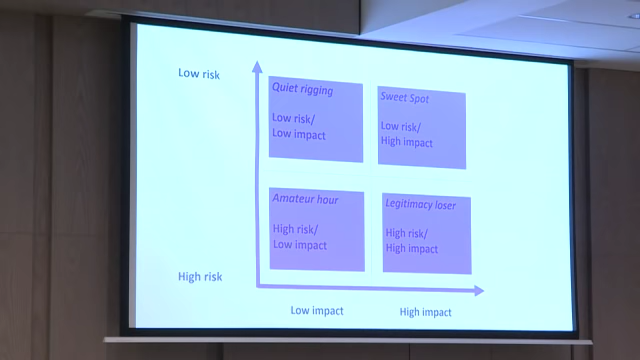 Low risk
Quiet rigging
Low risk/
Low impact
Sweet Spot
Low risk/
High impact
Amateur hour
High risk/
Low impact
Legitimacy loser
High risk/
High impact
High risk
Low impact
High impact